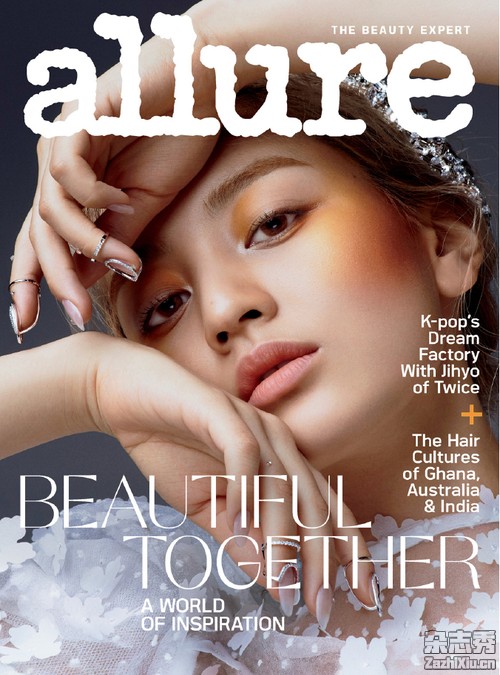 THE BEAUTY EXPERT
allure
K-pop's
Dream
Factory
With Jihyo
of Twice
+
The Hair
Cultures
of Ghana,
Australia
& India
BEAUTIFUL
TOGETHER
A WORLD
OF INSPIRATION
杂志秀
ZazhiXiu.cn